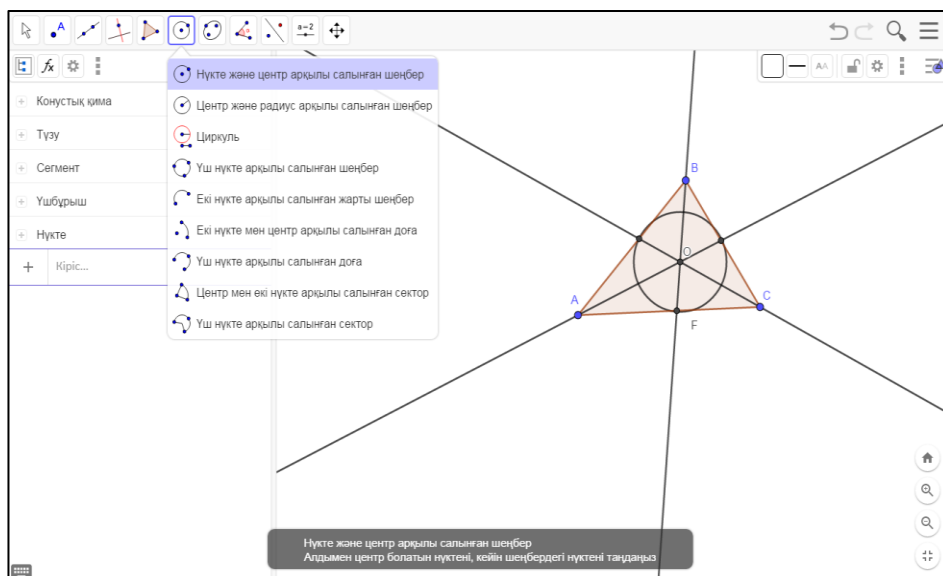 A
a=2
fx
AA
Конустық қима
Түзу
Сегмент
Үшбұрыш
Нүкте
+ Кіріс...
Нүкте және центр арқылы салынған шеңбер
Центр және радиус арқылы салынған шеңбер
Циркуль
Үш нүкте арқылы салынған шеңбер
Екі нүкте арқылы салынған жарты шеңбер
Екі нүкте мен центр арқылы салынған доға
Үш нүкте арқылы салынған доға
Центр мен екі нүкте арқылы салынған сектор
Үш нүкте арқылы салынған сектор
B
O
A
C
F
Нүкте және центр арқылы салынған шеңбер
Алдымен центр болатын нүктені, кейін шеңбердегі нүктені таңдаңыз